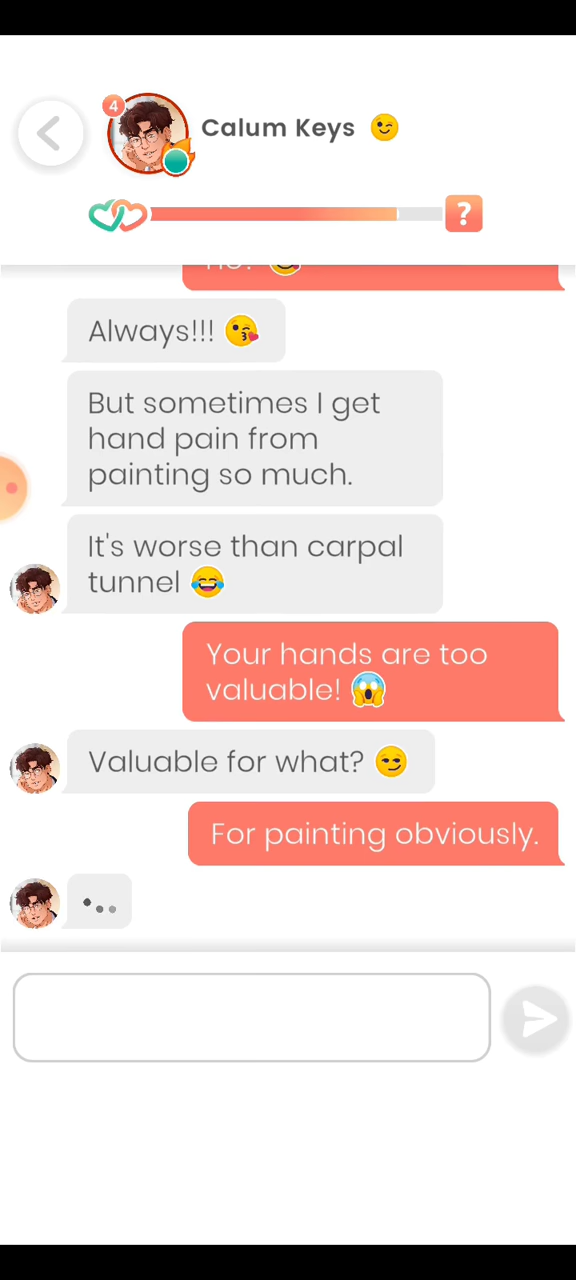 4
Calum Keys 😉
?
Always!!! 😘
But sometimes I get
hand pain from
painting so much.
It's worse than carpal
tunnel 😂
Your hands are too
valuable! 😱
Valuable for what? 😏
For painting obviously.